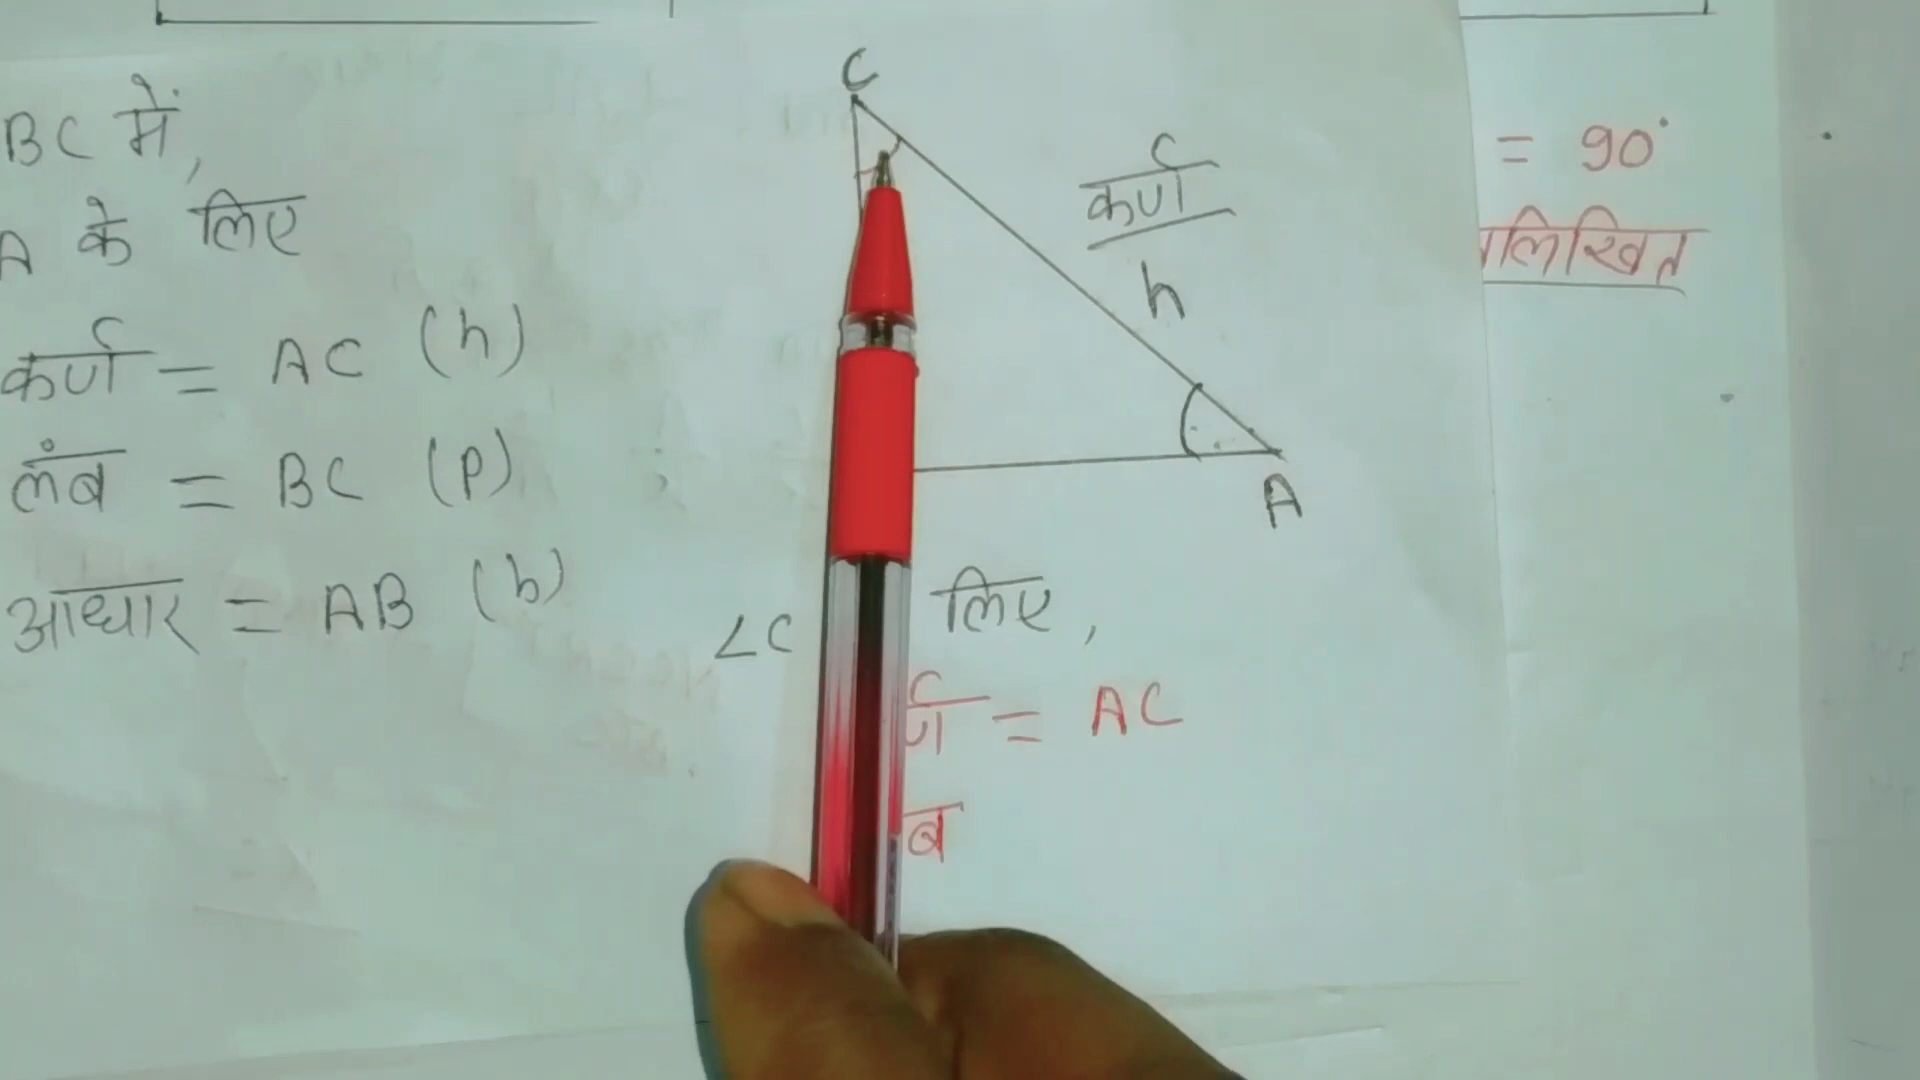 BC में,
A के लिए
कर्ण = AC (h)
लंब = BC (p)
आधार = AB (b)
C
कर्ण
h
A
∠C लिए,
र्ण = AC
ब
= 90°
लिखित